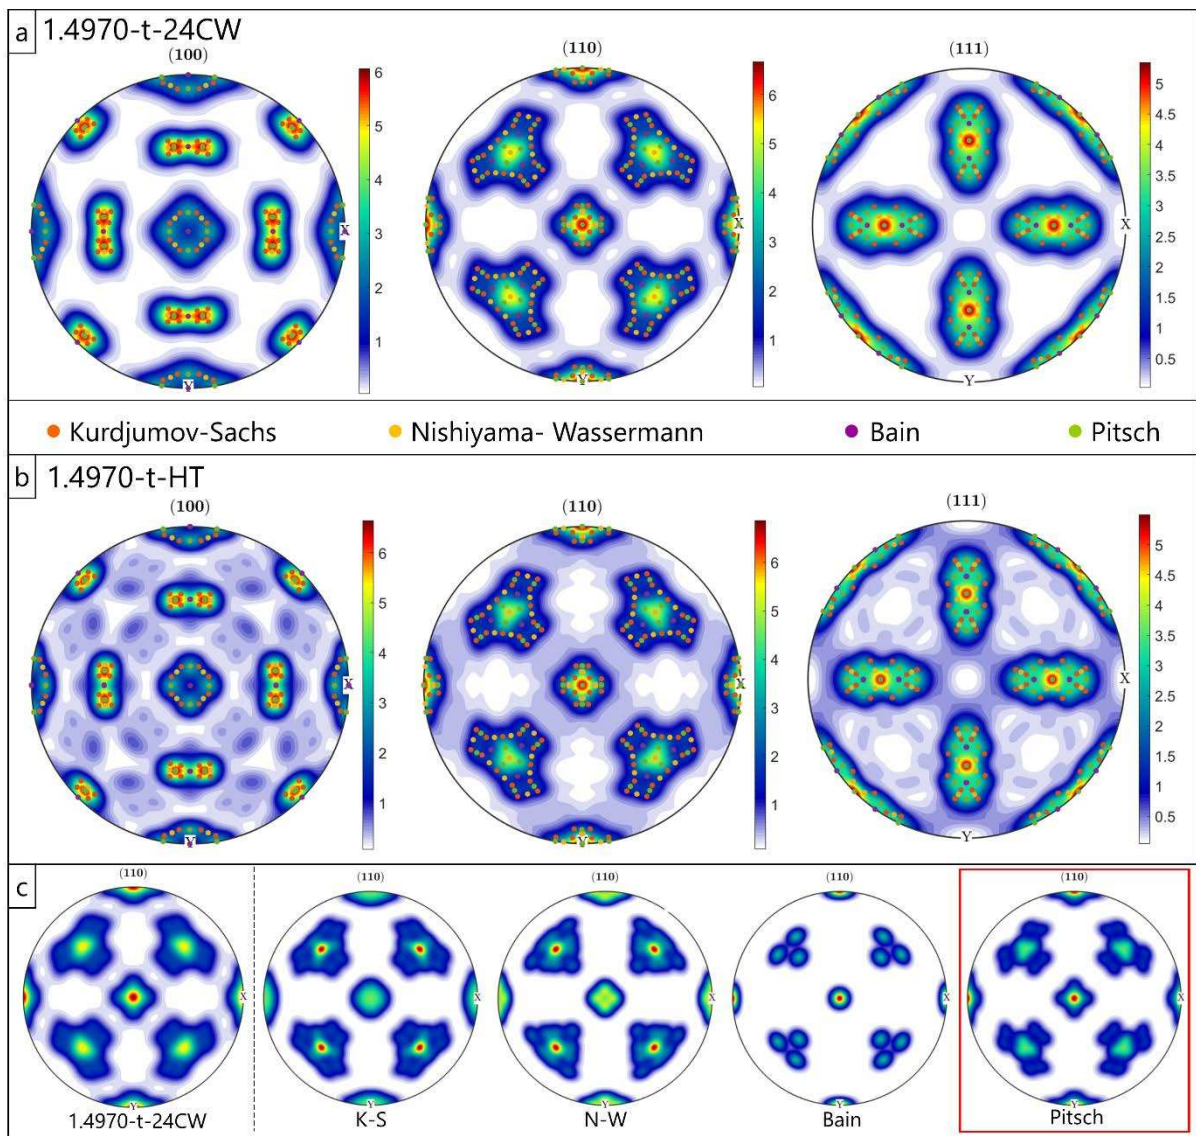 a 1.4970-t-24CW
(100) (110) (111)
6 5 4 3 2 1
6 5 4 3 2 1
5 4.5 4 3.5 3 2.5 2 1.5 1 0.5
X X X
Y Y Y
Kurdjumov-Sachs Nishiyama- Wassermann Bain Pitsch
b 1.4970-t-HT
(100) (110) (111)
6 5 4 3 2 1
6 5 4 3 2 1
5 4.5 4 3.5 3 2.5 2 1.5 1 0.5
X X X
Y Y Y
c
(110) (110) (110) (110) (110)
X X X X X
Y Y Y Y Y
1.4970-t-24CW K-S N-W Bain Pitsch